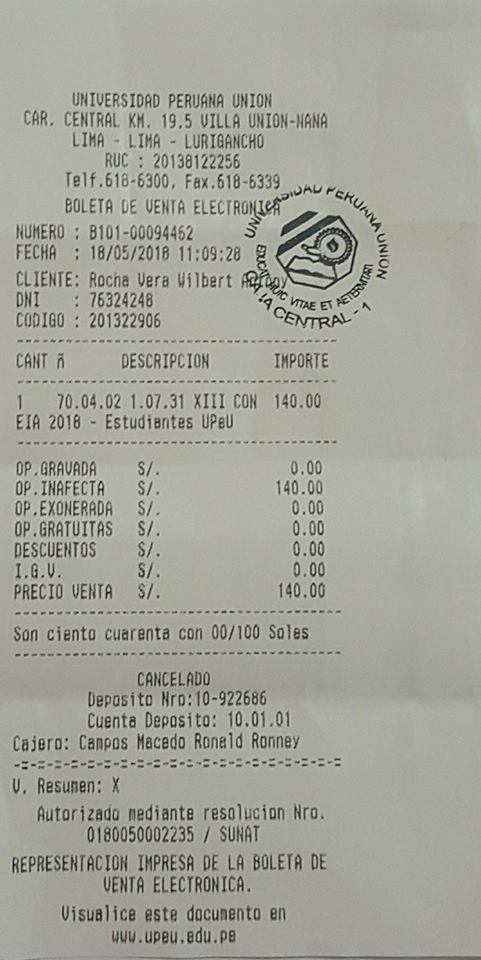 UNIVERSIDAD PERUANA UNION
CAR. CENTRAL KM. 19.5 VILLA UNION-NANA
LIMA - LIMA - LURIGANCHO
RUC : 20138122256
Telf.618-6300, Fax.618-6339
BOLETA DE VENTA ELECTRONICA
NUMERO : B101-00094462
FECHA : 18/05/2018 11:09:28
CLIENTE: Rocha Vera Wilbert
DNI : 76324248
CODIGO : 201322906
UNIVERSIDAD PERUANA UNION
VITAE ET AETERNITATI
CENTRAL - 1
CANT ñ DESCRIPCION IMPORTE
1 70.04.02 1.07.31 XIII CON 140.00
EIA 2018 - Estudiantes UPeU
OP.GRAVADA S/. 0.00
OP.INAFECTA S/. 140.00
OP.EXONERADA S/. 0.00
OP.GRATUITAS S/. 0.00
DESCUENTOS S/. 0.00
I.G.V. S/. 0.00
PRECIO VENTA S/. 140.00
Son ciento cuarenta con 00/100 Soles
CANCELADO
Deposito Nro:10-922686
Cuenta Deposito: 10.01.01
Cajero: Campos Macedo Ronald Ronney
V. Resumen: X
Autorizado mediante resolucion Nro.
0180050002235 / SUNAT
REPRESENTACION IMPRESA DE LA BOLETA DE
VENTA ELECTRONICA.
Visualice este documento en
www.upeu.edu.pe